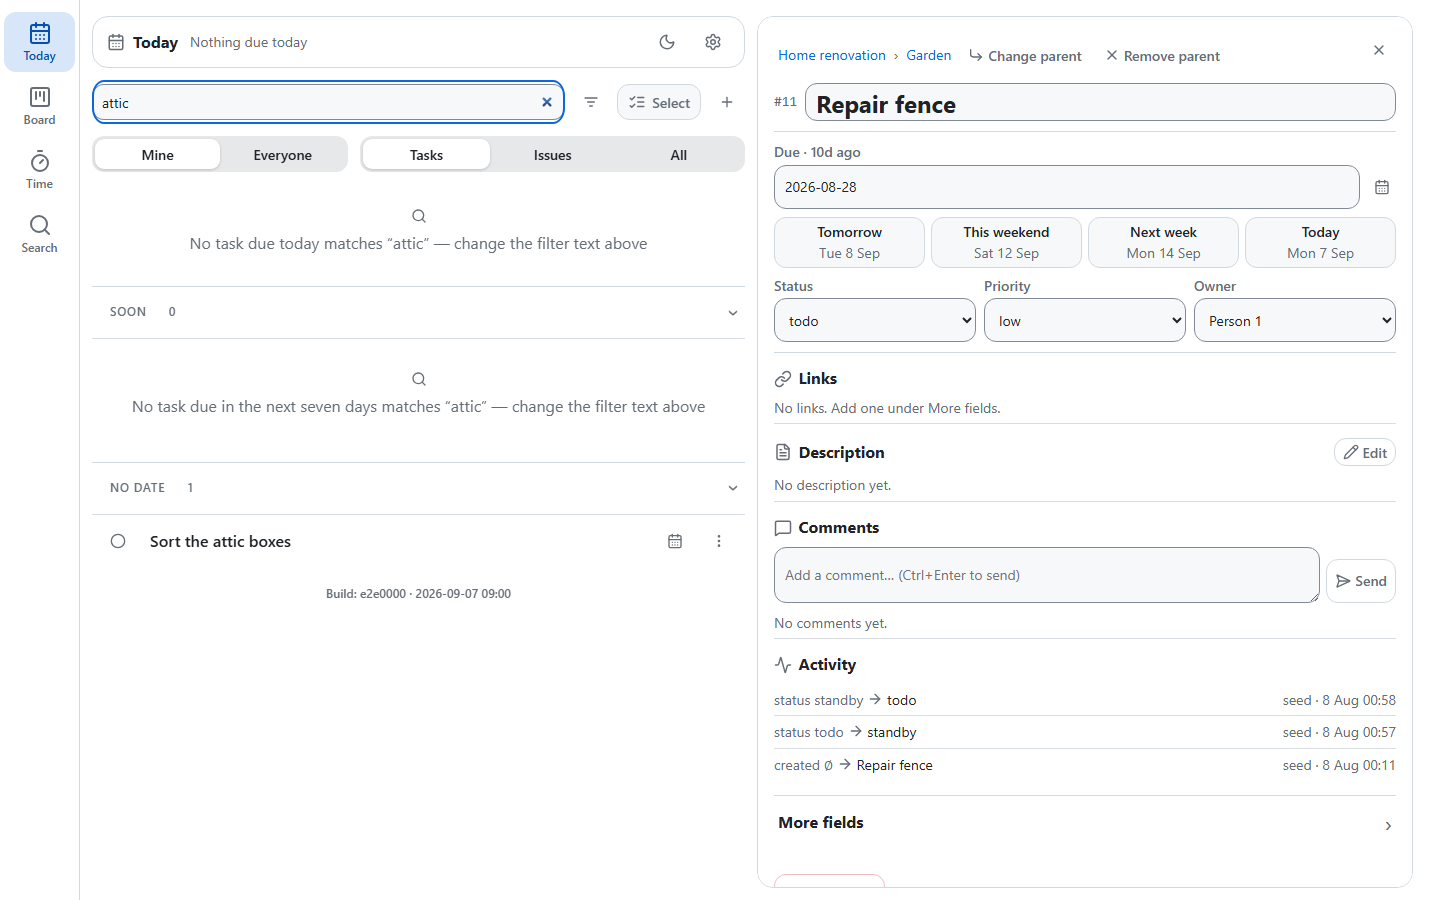 Today
Board
Time
Search
Today Nothing due today
attic
Select
Mine Everyone Tasks Issues All
No task due today matches “attic” — change the filter text above
SOON 0
No task due in the next seven days matches “attic” — change the filter text above
NO DATE 1
Sort the attic boxes
Build: e2e0000 · 2026-09-07 09:00
Home renovation › Garden Change parent Remove parent
#11 Repair fence
Due · 10d ago
2026-08-28
Tomorrow This weekend Next week Today
Tue 8 Sep Sat 12 Sep Mon 14 Sep Mon 7 Sep
Status Priority Owner
todo low Person 1
Links
No links. Add one under More fields.
Description Edit
No description yet.
Comments
Add a comment... (Ctrl+Enter to send) Send
No comments yet.
Activity
status standby → todo seed · 8 Aug 00:58
status todo → standby seed · 8 Aug 00:57
created ∅ → Repair fence seed · 8 Aug 00:11
More fields